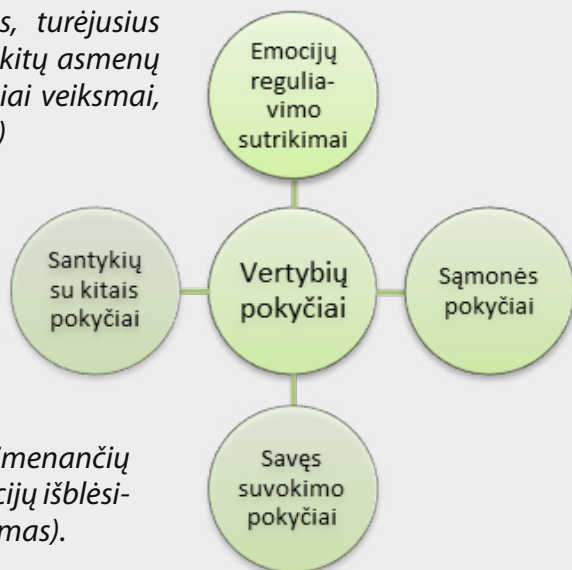 s, turėjusius
kitų asmenų
iai veiksmai,
)
Emocijų
regulia-
vimo
sutrikimai
Santykių
su kitais
pokyčiai
Vertybių
pokyčiai
Sąmonės
pokyčiai
Savęs
suvokimo
pokyčiai
imenančių
cijų išblėsi-
mas).